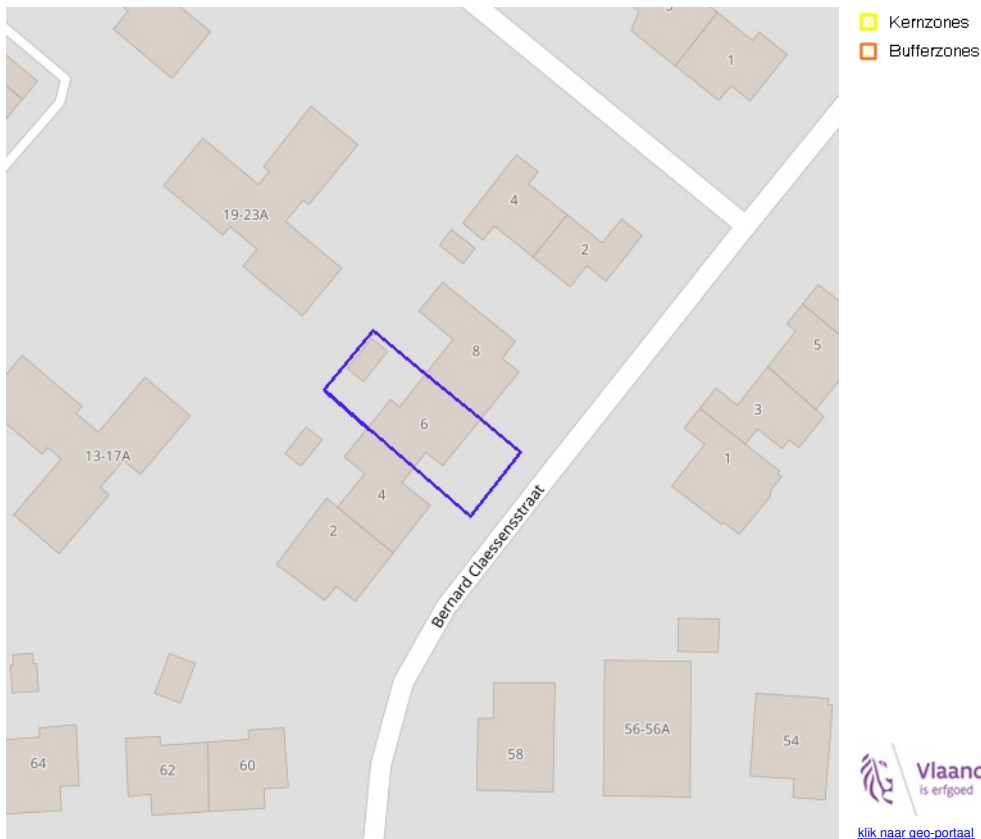 Kernzones
Bufferzones
1
4
2
19-23A
8
5
6
3
1
13-17A
4
2
Bernard Claessensstraat
58
56-56A
54
64
62
60
Vlaand
is erfgoed
klik naar geo-portaal